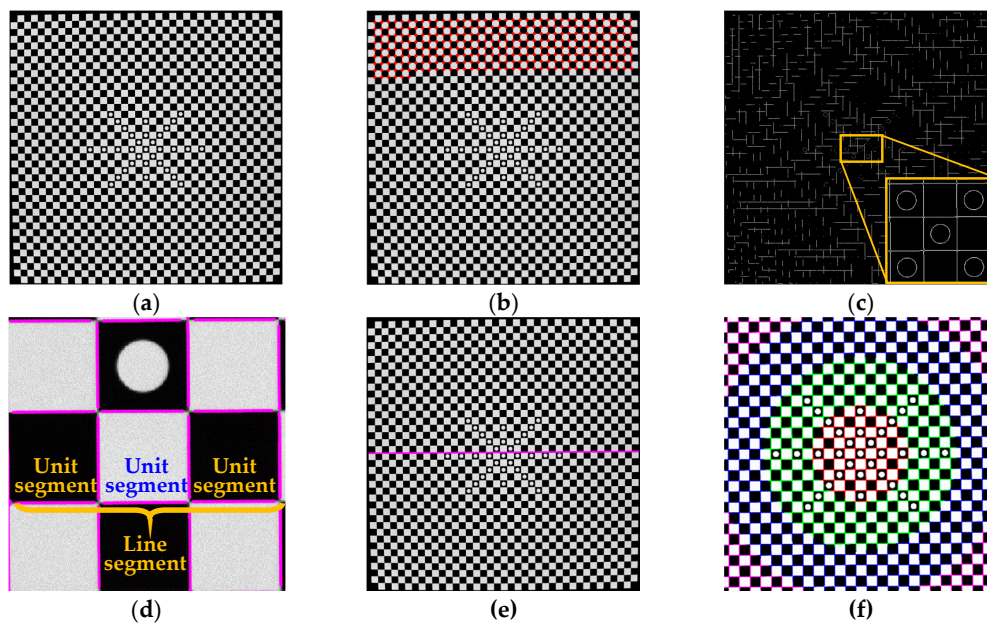 (a)
(b)
(c)
Unit segment
Unit segment
Unit segment
Line segment
(d)
(e)
(f)